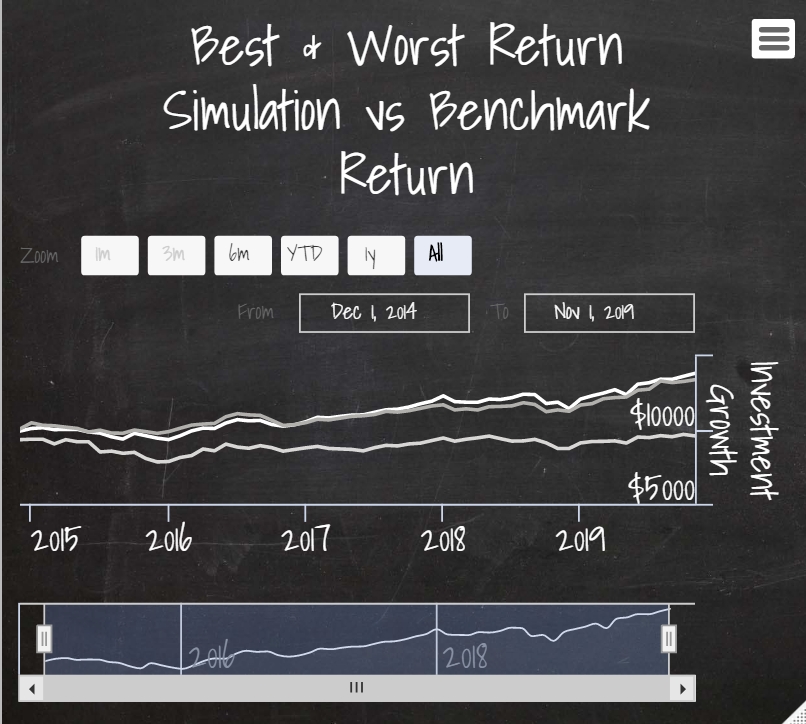 Best & Worst Return
Simulation vs Benchmark
Return
Zoom 1m 3m 6m YTD 1y All
From Dec 1, 2014 To Nov 1, 2019
Investment
Growth
$10000
$5000
2015 2016 2017 2018 2019
2016 2018